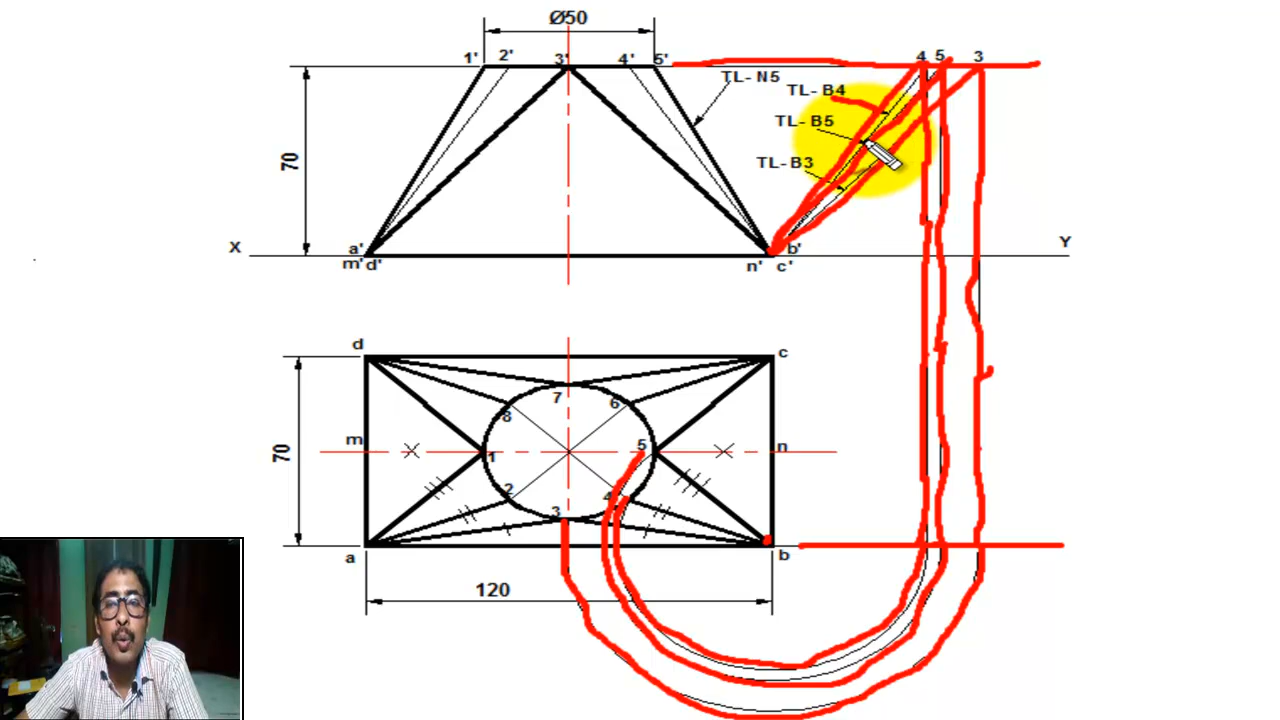 Ø50
1' 2' 3' 4' 5' 4 5 3
TL- N5
TL- B4
TL- B5
TL- B3
70
X Y
a' b'
m' d' n' c'
d c
7
8 6
m 1 5 n
2 4
3
70
a b
120